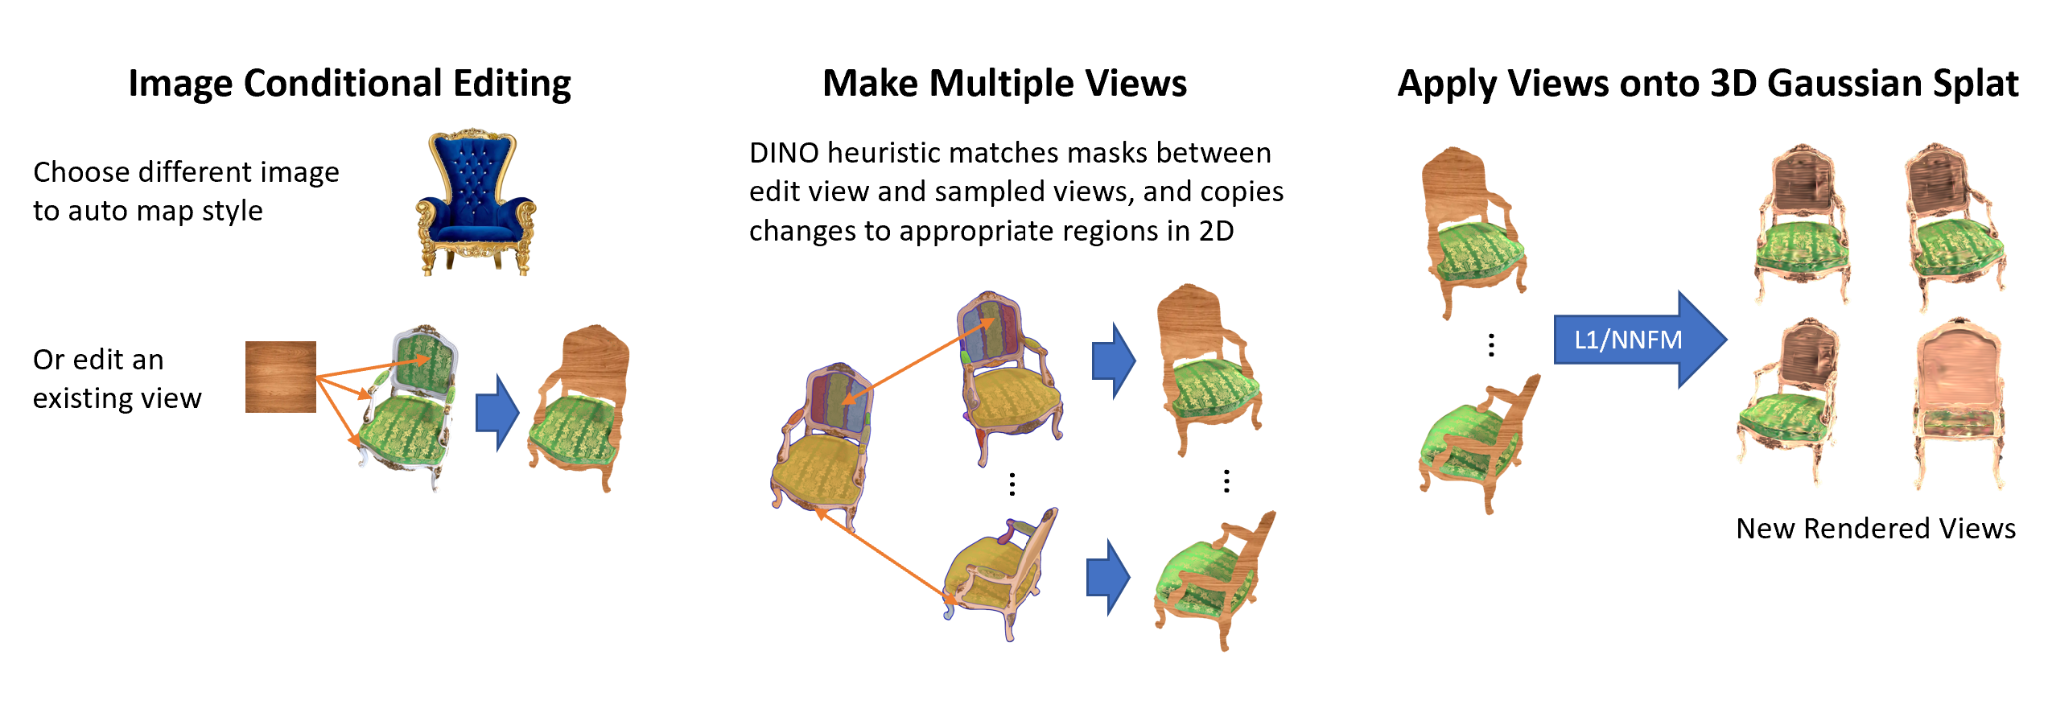 Image Conditional Editing
Choose different image
to auto map style
Or edit an
existing view
Make Multiple Views
DINO heuristic matches masks between
edit view and sampled views, and copies
changes to appropriate regions in 2D
...
...
Apply Views onto 3D Gaussian Splat
...
L1/NNFM
New Rendered Views